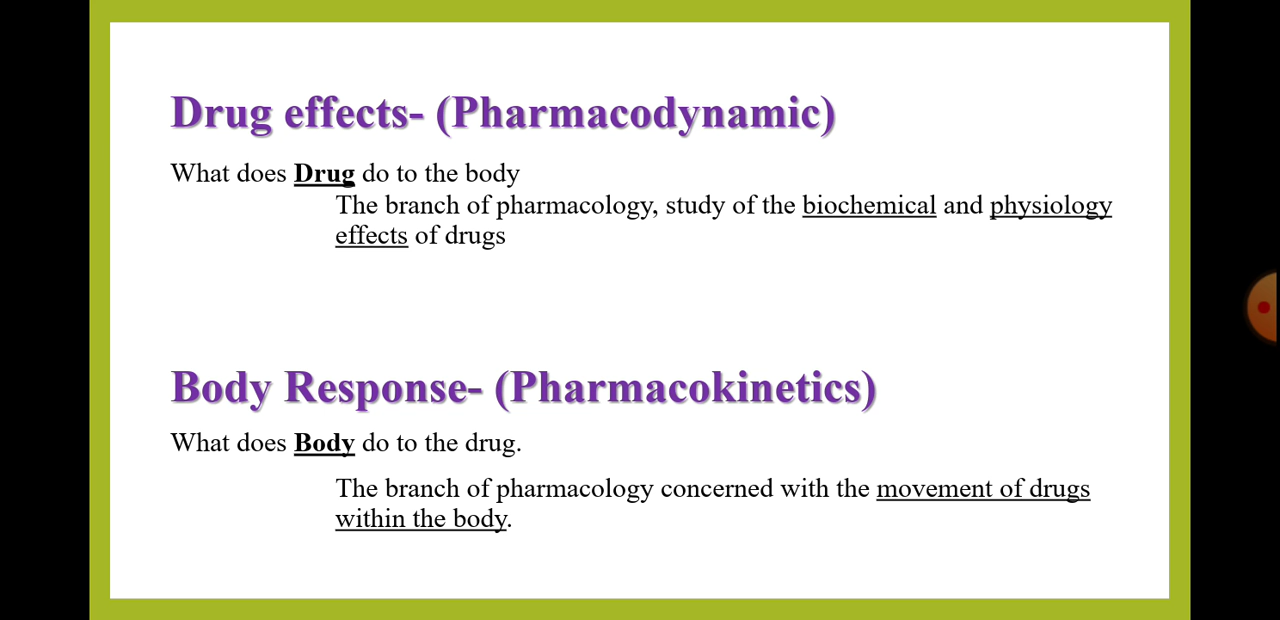 Drug effects- (Pharmacodynamic)
What does Drug do to the body
The branch of pharmacology, study of the biochemical and physiology
effects of drugs
Body Response- (Pharmacokinetics)
What does Body do to the drug.
The branch of pharmacology concerned with the movement of drugs
within the body.